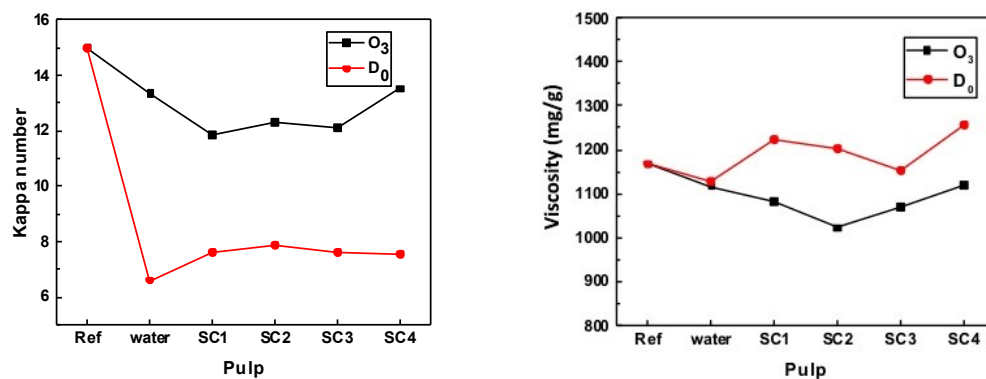 16
14
12
10
8
6
Kappa number
O3
D0
Ref water SC1 SC2 SC3 SC4
Pulp
1500
1400
1300
1200
1100
1000
900
800
Viscosity (mg/g)
O3
D0
Ref water SC1 SC2 SC3 SC4
Pulp